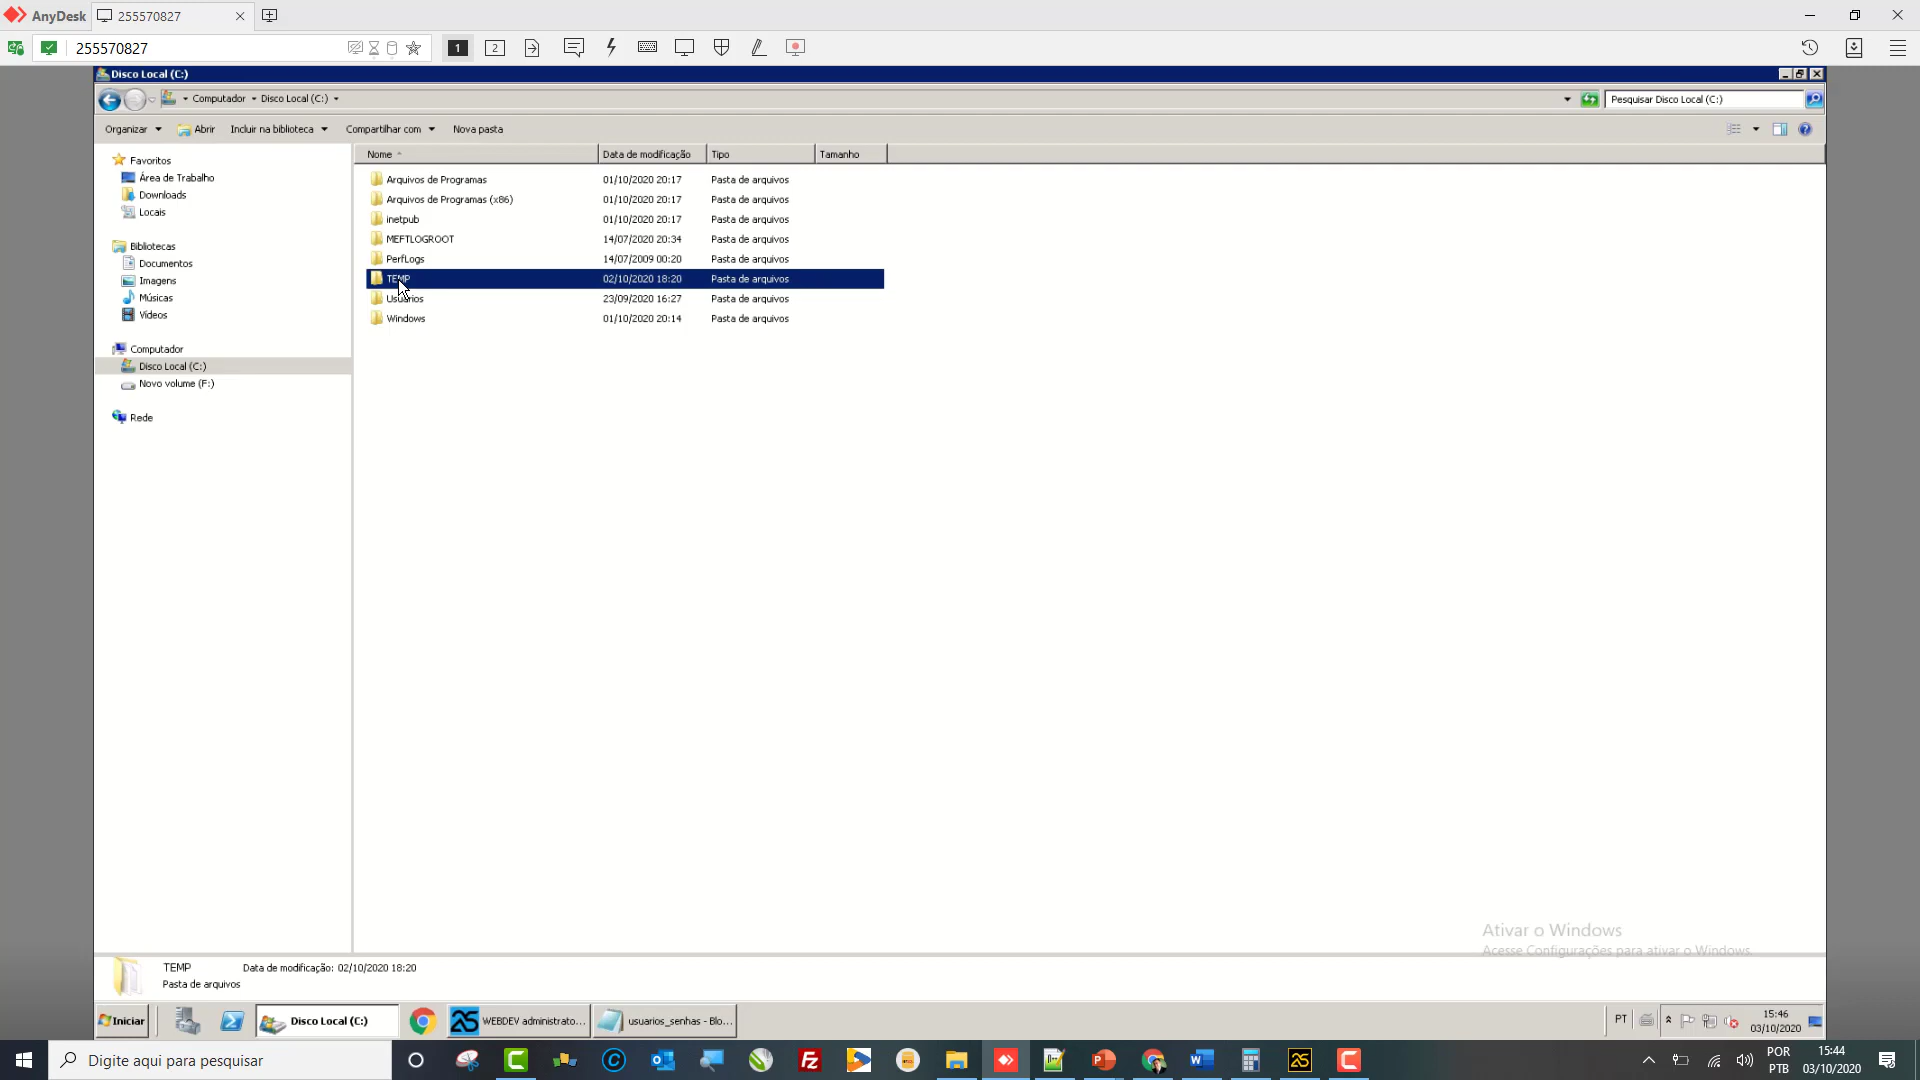 AnyDesk
255570827
255570827
1
2
Disco Local (C:)
Computador
Disco Local (C:)
Pesquisar Disco Local (C:)
Organizar
Abrir
Incluir na biblioteca
Compartilhar com
Nova pasta
Favoritos
Área de Trabalho
Downloads
Locais
Bibliotecas
Documentos
Imagens
Músicas
Vídeos
Computador
Disco Local (C:)
Novo volume (F:)
Rede
Nome
Data de modificação
Tipo
Tamanho
Arquivos de Programas
01/10/2020 20:17
Pasta de arquivos
Arquivos de Programas (x86)
01/10/2020 20:17
Pasta de arquivos
inetpub
01/10/2020 20:17
Pasta de arquivos
MEFTLOGROOT
14/07/2020 20:34
Pasta de arquivos
PerfLogs
14/07/2009 00:20
Pasta de arquivos
TEMP
02/10/2020 18:20
Pasta de arquivos
Usuários
23/09/2020 16:27
Pasta de arquivos
Windows
01/10/2020 20:14
Pasta de arquivos
Ativar o Windows
Acesse Configurações para ativar o Windows.
TEMP
Data de modificação: 02/10/2020 18:20
Pasta de arquivos
Iniciar
Disco Local (C:)
25
WEBDEV administrato...
usuarios_senhas - Blo...
PT
15:46
03/10/2020
Digite aqui para pesquisar
POR
PTB
15:44
03/10/2020